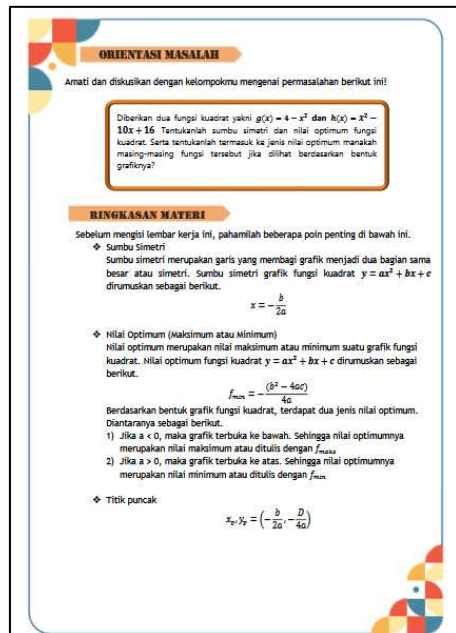 ORIENTASI MASALAH
Amati dan diskusikan dengan kelompokmu mengenai permasalahan berikut ini!
Diberikan dua fungsi kuadrat yakni g(x) = 4 − x² dan h(x) = x² −
10x + 16 Tentukanlah sumbu simetri dan nilai optimum fungsi
kuadrat. Serta tentukanlah termasuk ke jenis nilai optimum manakah
masing-masing fungsi tersebut jika dilihat berdasarkan bentuk
grafiknya?
RINGKASAN MATERI
Sebelum mengisi lembar kerja ini, pahamilah beberapa poin penting di bawah ini.
❖ Sumbu Simetri
Sumbu simetri merupakan garis yang membagi grafik menjadi dua bagian sama
besar atau simetri. Sumbu simetri grafik fungsi kuadrat y = ax² + bx + c
dirumuskan sebagai berikut.
x = −b/2a
❖ Nilai Optimum (Maksimum atau Minimum)
Nilai optimum merupakan nilai maksimum atau minimum suatu grafik fungsi
kuadrat. Nilai optimum fungsi kuadrat y = ax² + bx + c dirumuskan sebagai
berikut.
fmin = −(b² − 4ac)/4a
Berdasarkan bentuk grafik fungsi kuadrat, terdapat dua jenis nilai optimum.
Diantaranya sebagai berikut.
1) Jika a < 0, maka grafik terbuka ke bawah. Sehingga nilai optimumnya
merupakan nilai maksimum atau ditulis dengan fmaks
2) Jika a > 0, maka grafik terbuka ke atas. Sehingga nilai optimumnya
merupakan nilai minimum atau ditulis dengan fmin
❖ Titik puncak
xp, yp = (−b/2a, −D/4a)